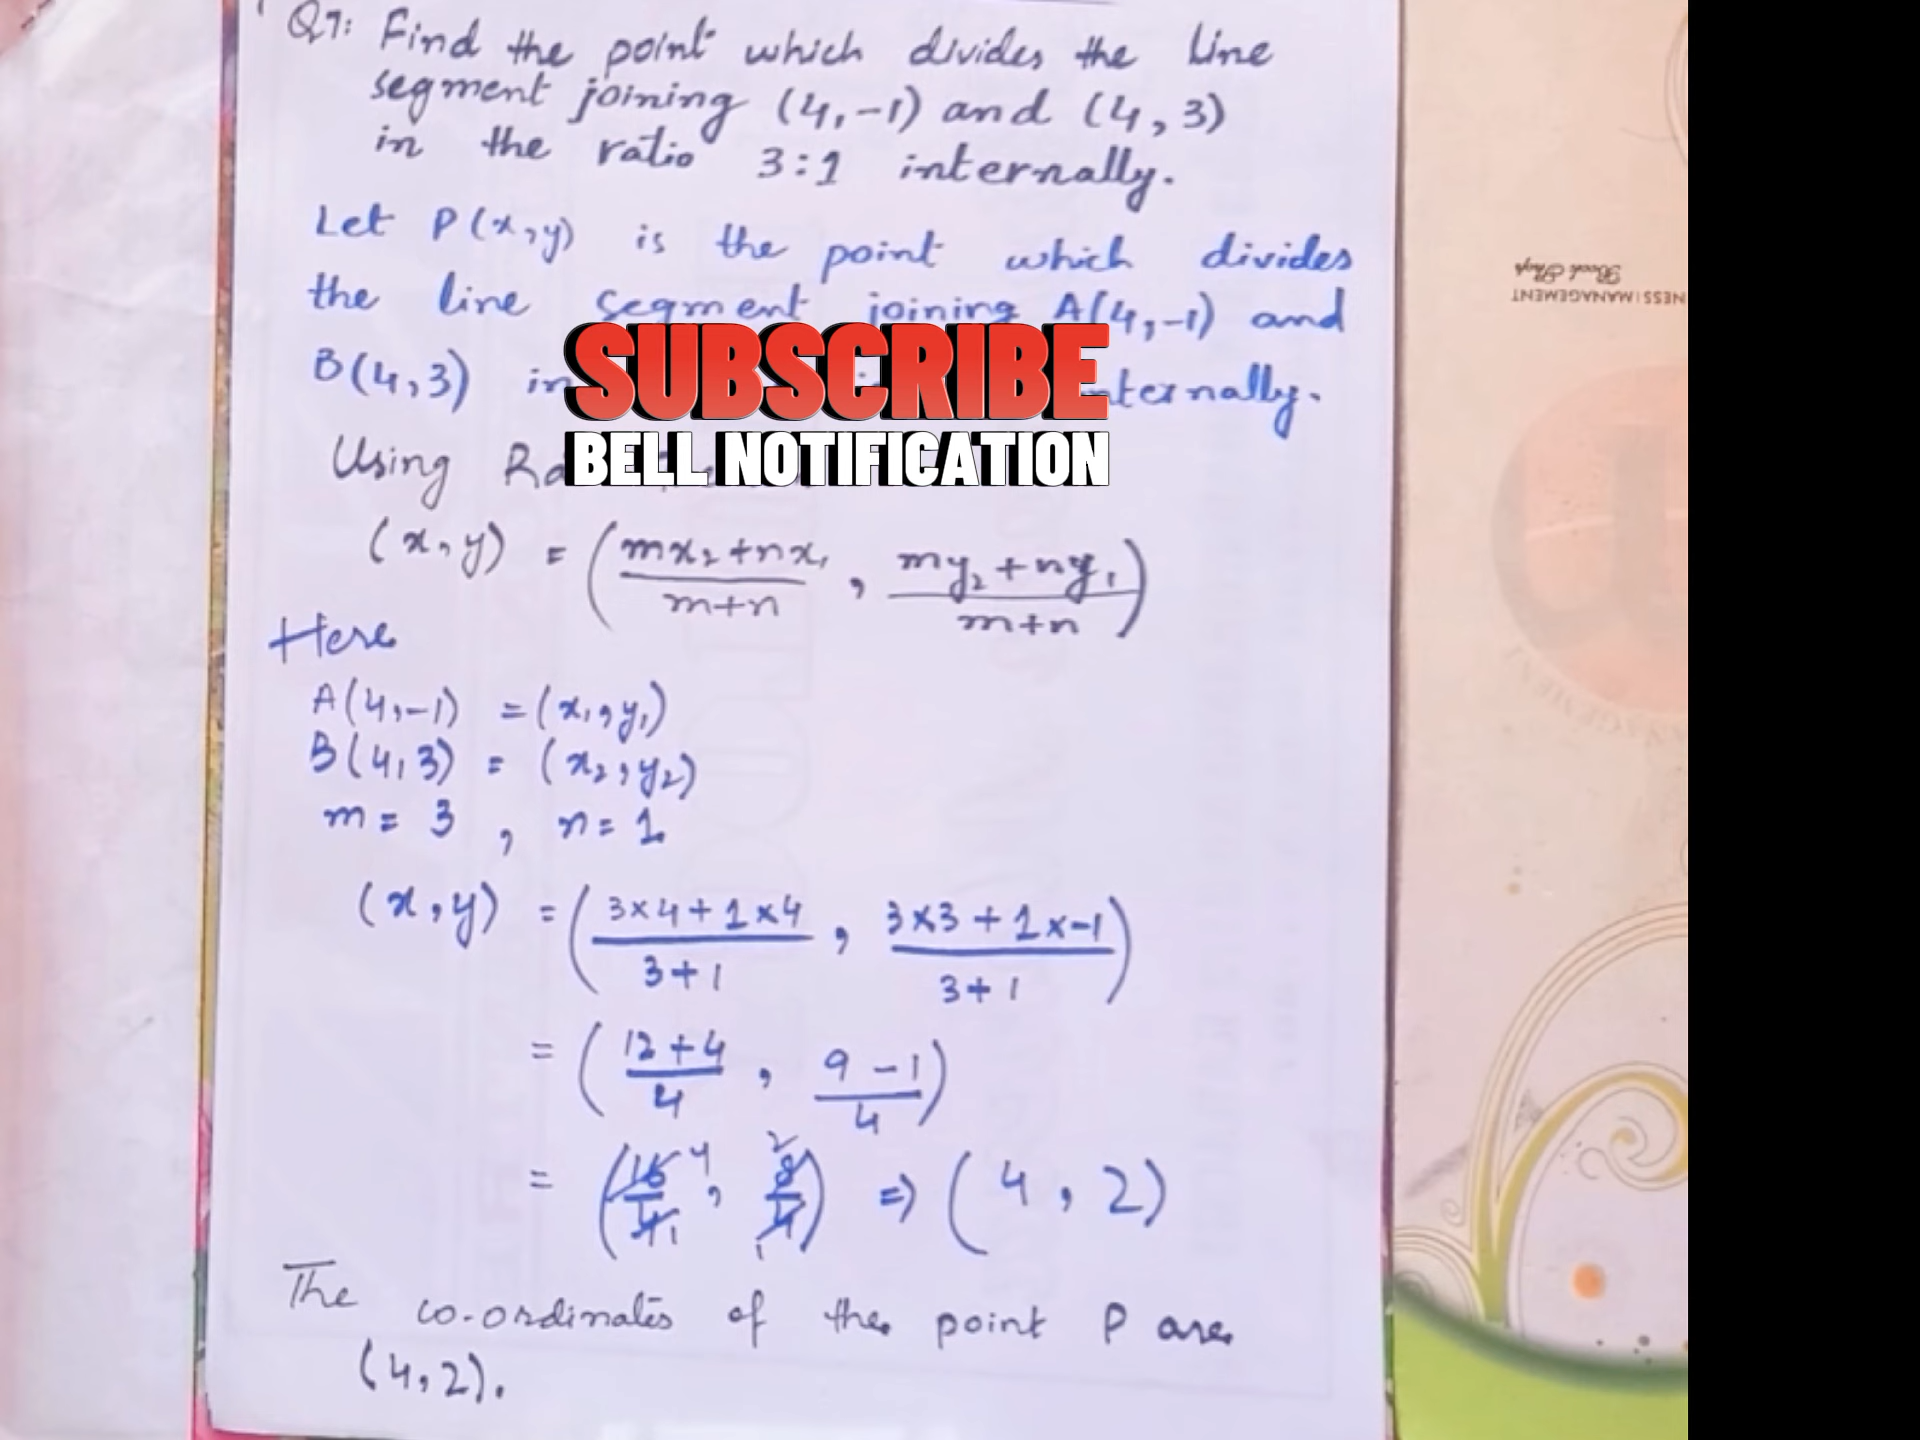 Q7: Find the point which divides the line
segment joining (4,-1) and (4,3)
in the ratio 3:1 internally.
Let P(x,y) is the point which divides
the line segment joining A(4,-1) and
B(4,3) in
SUBSCRIBE
BELL NOTIFICATION
Using
(x,y) = (mx₂+nx₁/m+n, my₂+ny₁/m+n)
Here
A(4,-1) = (x₁,y₁)
B(4,3) = (x₂,y₂)
m = 3, n = 1
(x,y) = (3×4+1×4/3+1, 3×3+1×-1/3+1)
= (12+4/4, 9-1/4)
= (16/4, 8/4) ⇒ (4, 2)
The co-ordinates of the point P are
(4,2).
MANAGEMENT